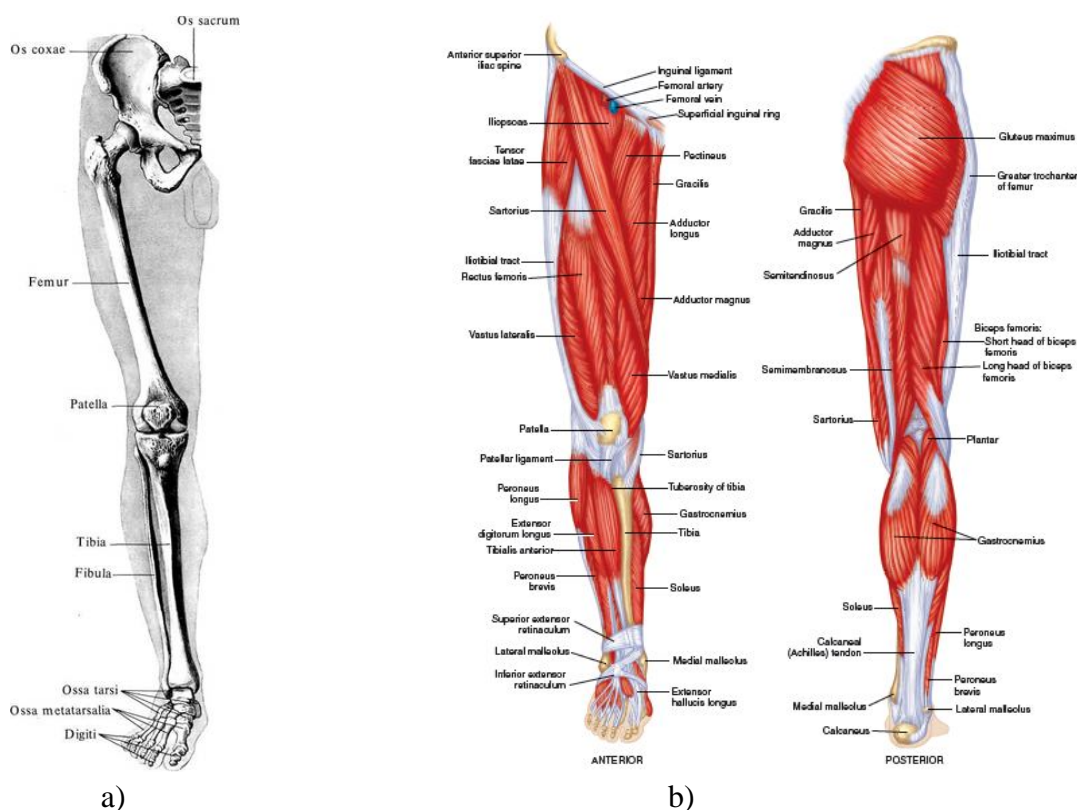 Os sacrum
Os coxae
Femur
Patella
Tibia
Fibula
Ossa tarsi
Ossa metatarsalia
Digiti
a)
Anterior superior
iliac spine
Inguinal ligament
Femoral artery
Femoral vein
Superficial inguinal ring
Iliopsoas
Tensor
fasciae latae
Pectineus
Gracilis
Sartorius
Adductor
longus
Iliotibial tract
Rectus femoris
Adductor magnus
Vastus lateralis
Vastus medialis
Patella
Patellar ligament
Sartorius
Tuberosity of tibia
Peroneus
longus
Gastrocnemius
Extensor
digitorum longus
Tibia
Tibialis anterior
Peroneus
brevis
Soleus
Superior extensor
retinaculum
Lateral malleolus
Medial malleolus
Inferior extensor
retinaculum
Extensor
hallucis longus
ANTERIOR
Gluteus maximus
Greater trochanter
of femur
Gracilis
Adductor
magnus
Semitendinosus
Iliotibial tract
Biceps femoris:
Short head of biceps
femoris
Long head of biceps
femoris
Semimembranosus
Sartorius
Plantar
Gastrocnemius
Soleus
Calcaneal
(Achilles) tendon
Peroneus
longus
Peroneus
brevis
Medial malleolus
Lateral malleolus
Calcaneus
POSTERIOR
b)